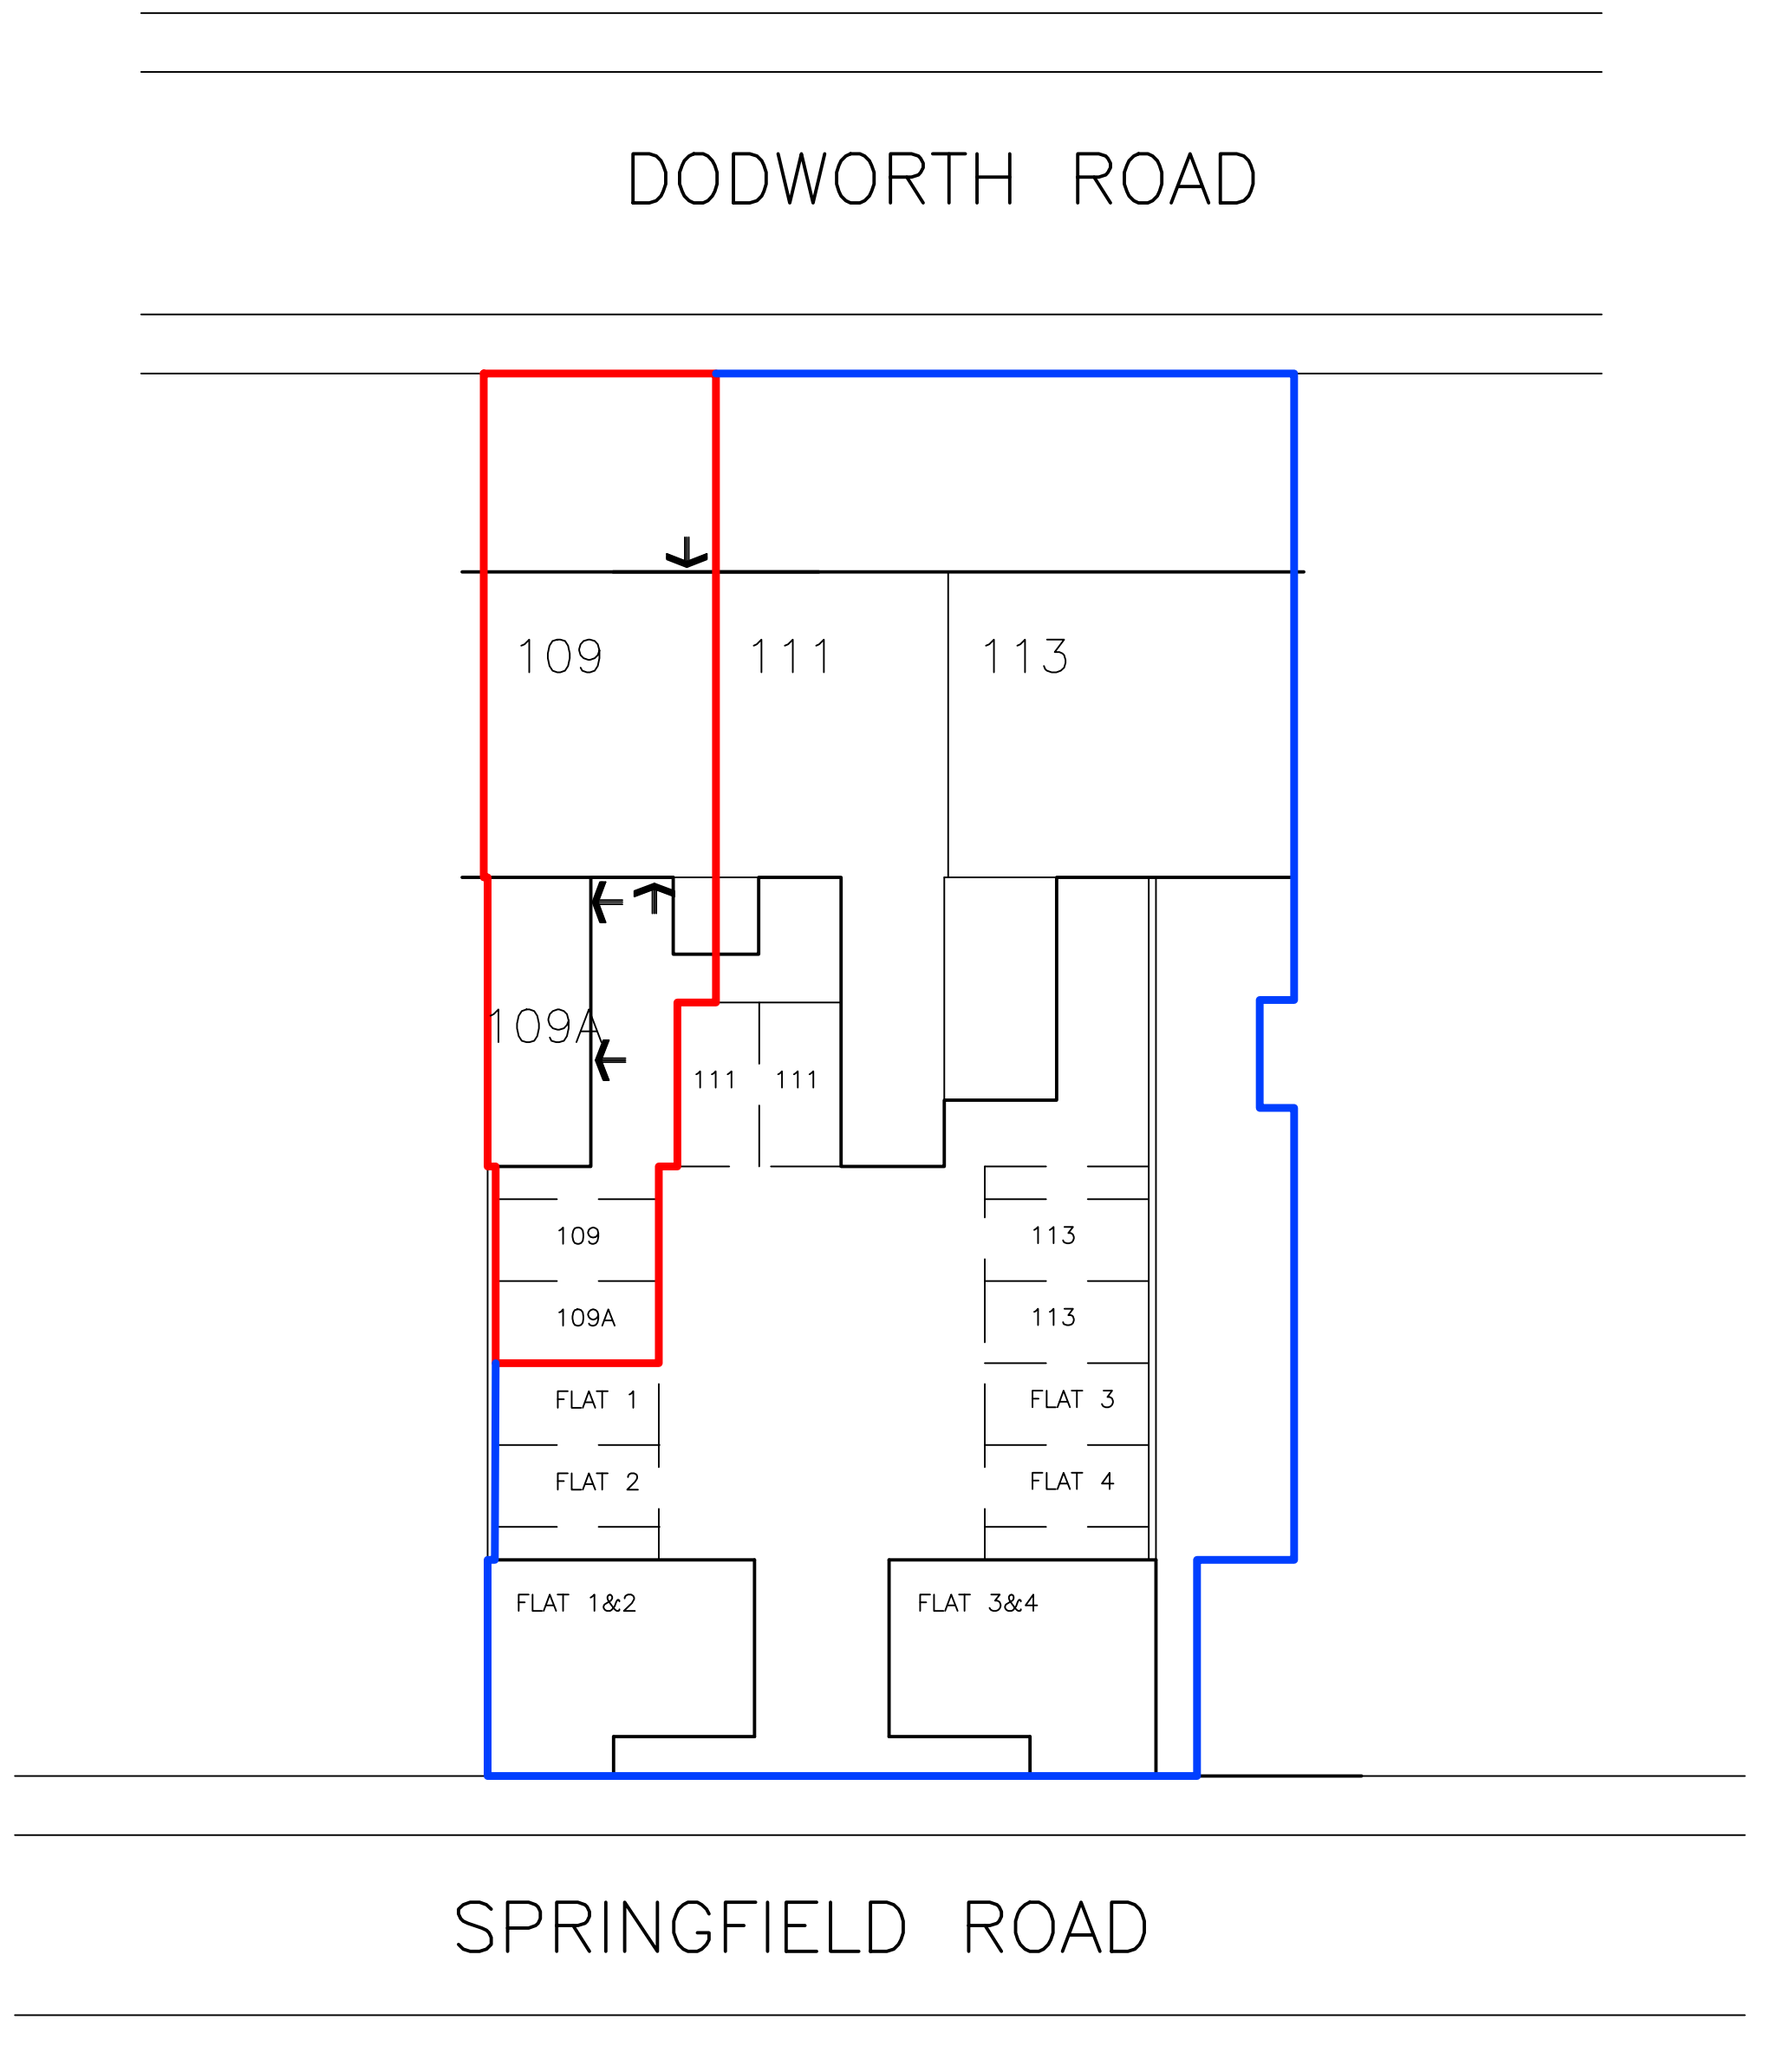 DODWORTH ROAD
109 111 113
109A
111 111
109 113
109A 113
FLAT 1 FLAT 3
FLAT 2 FLAT 4
FLAT 1&2 FLAT 3&4
SPRINGFIELD ROAD